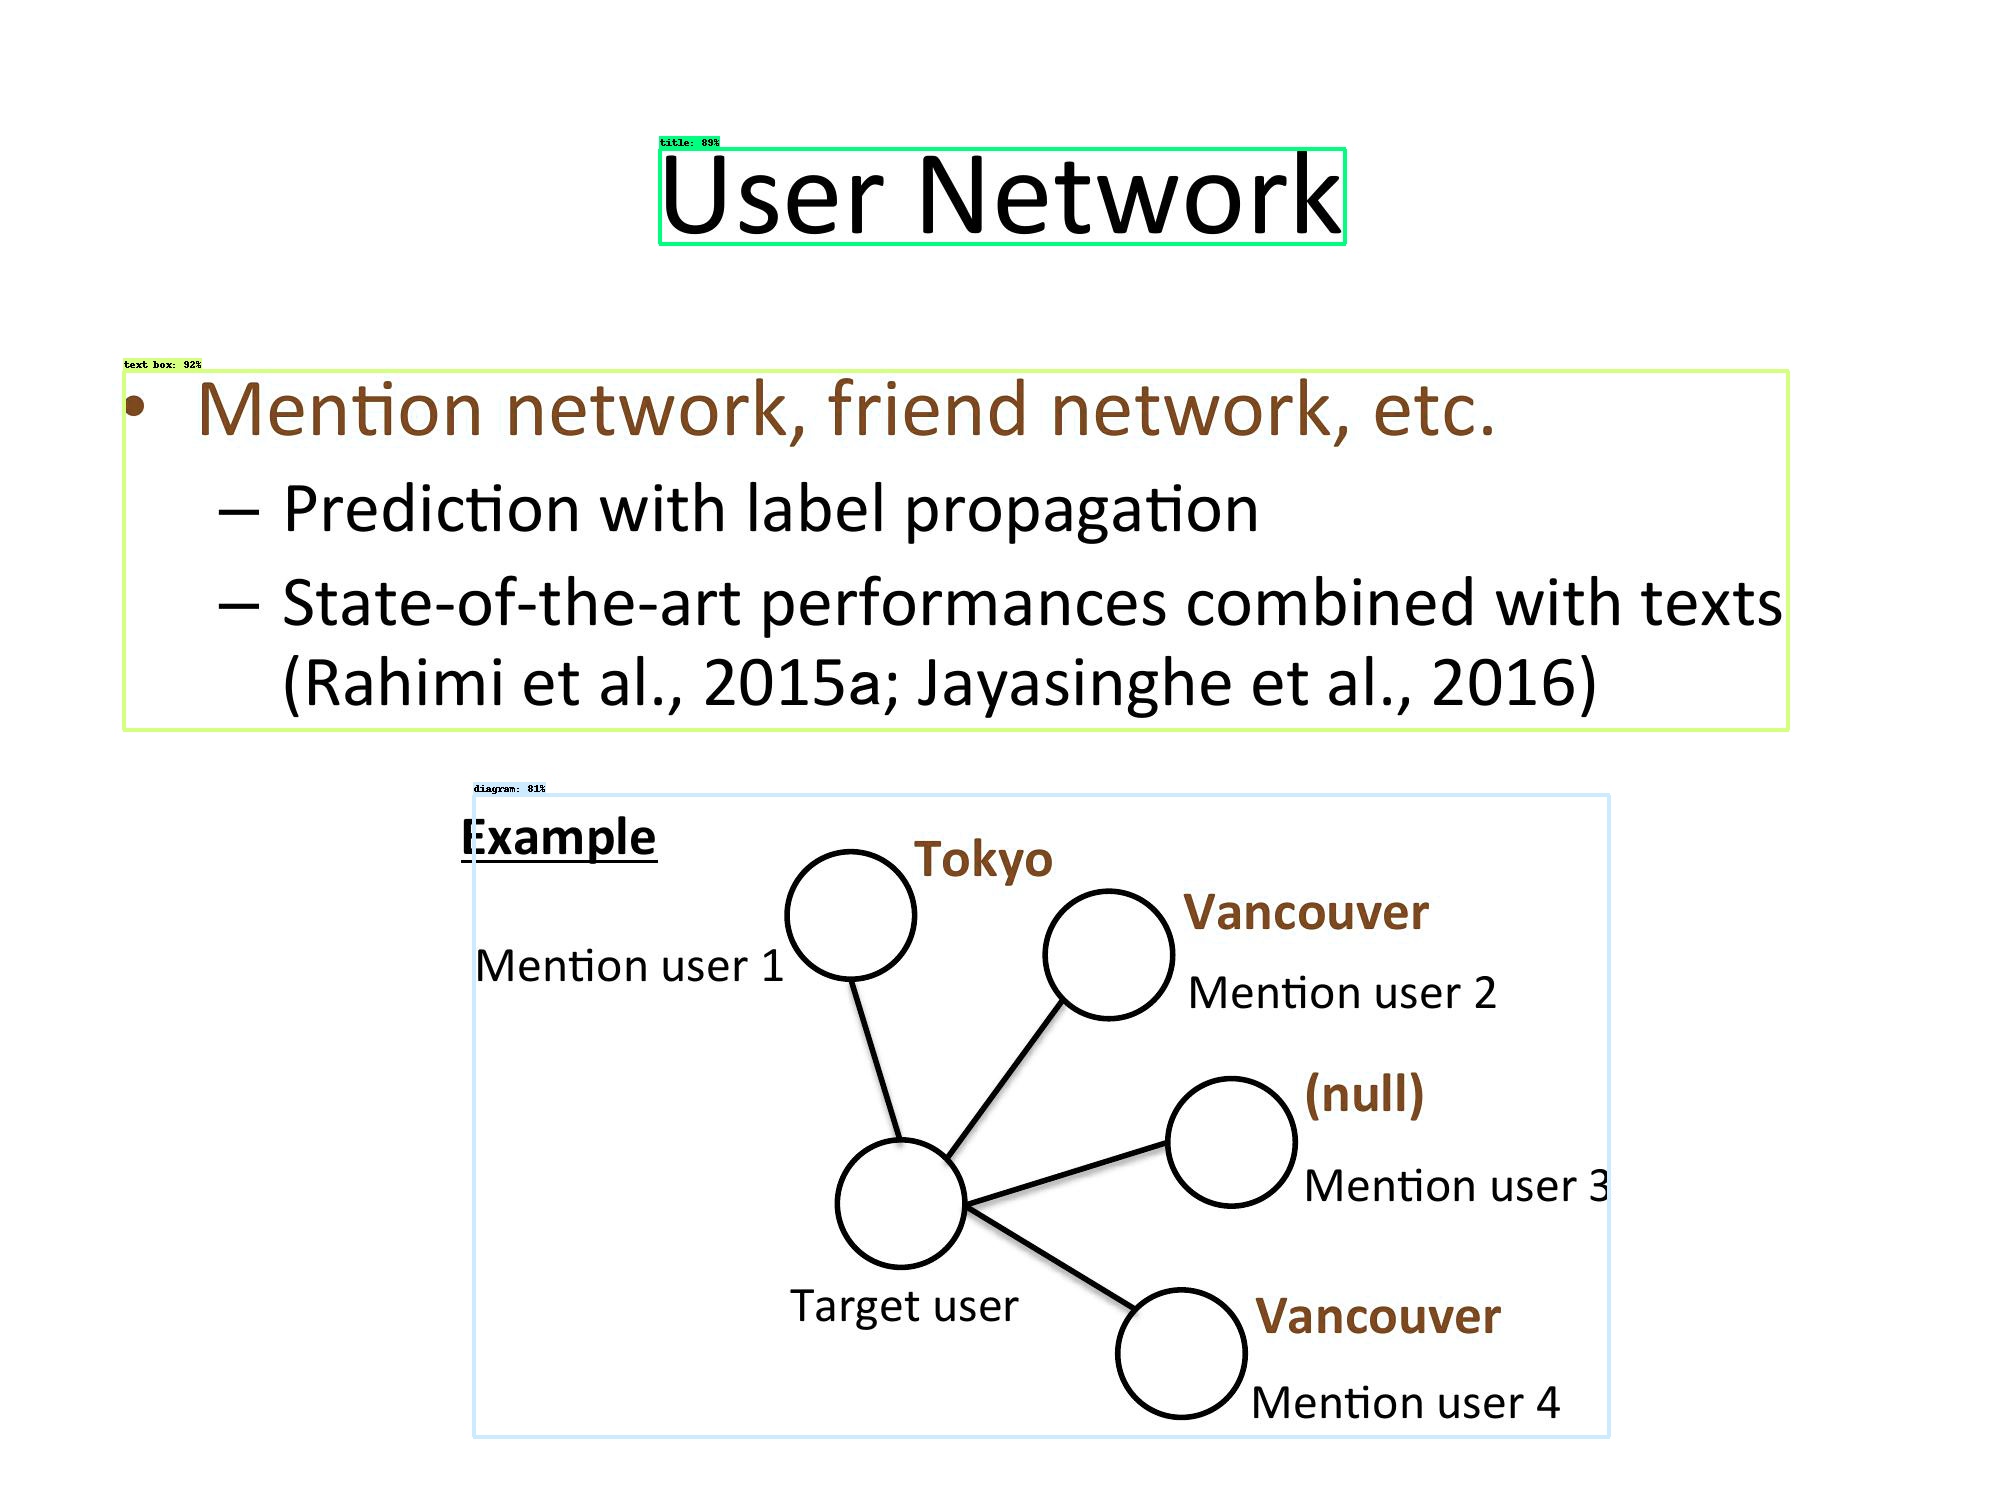 title: 89%
User Network
text box: 92%
• Mention network, friend network, etc.
– Prediction with label propagation
– State-of-the-art performances combined with texts
(Rahimi et al., 2015a; Jayasinghe et al., 2016)
diagram: 81%
Example
Tokyo
Mention user 1
Vancouver
Mention user 2
(null)
Mention user 3
Target user
Vancouver
Mention user 4